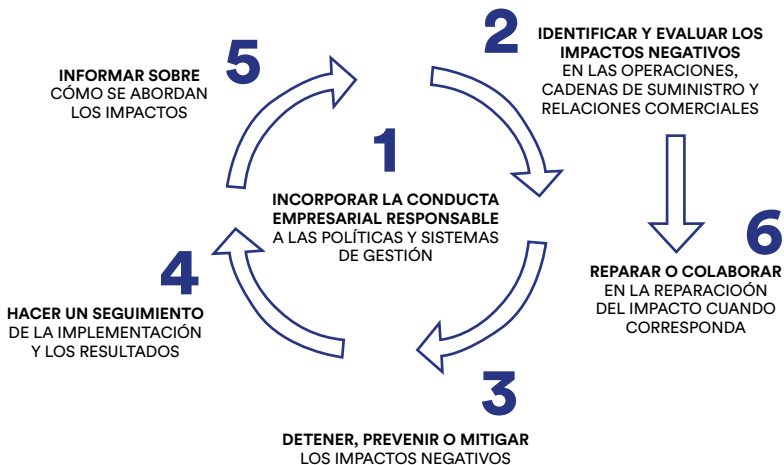 1
INCORPORAR LA CONDUCTA
EMPRESARIAL RESPONSABLE
A LAS POLÍTICAS Y SISTEMAS
DE GESTIÓN
2
IDENTIFICAR Y EVALUAR LOS
IMPACTOS NEGATIVOS
EN LAS OPERACIONES,
CADENAS DE SUMINISTRO Y
RELACIONES COMERCIALES
3
DETENER, PREVENIR O MITIGAR
LOS IMPACTOS NEGATIVOS
4
HACER UN SEGUIMIENTO
DE LA IMPLEMENTACIÓN
Y LOS RESULTADOS
5
INFORMAR SOBRE
CÓMO SE ABORDAN
LOS IMPACTOS
6
REPARAR O COLABORAR
EN LA REPARACIOÓN
DEL IMPACTO CUANDO
CORRESPONDA